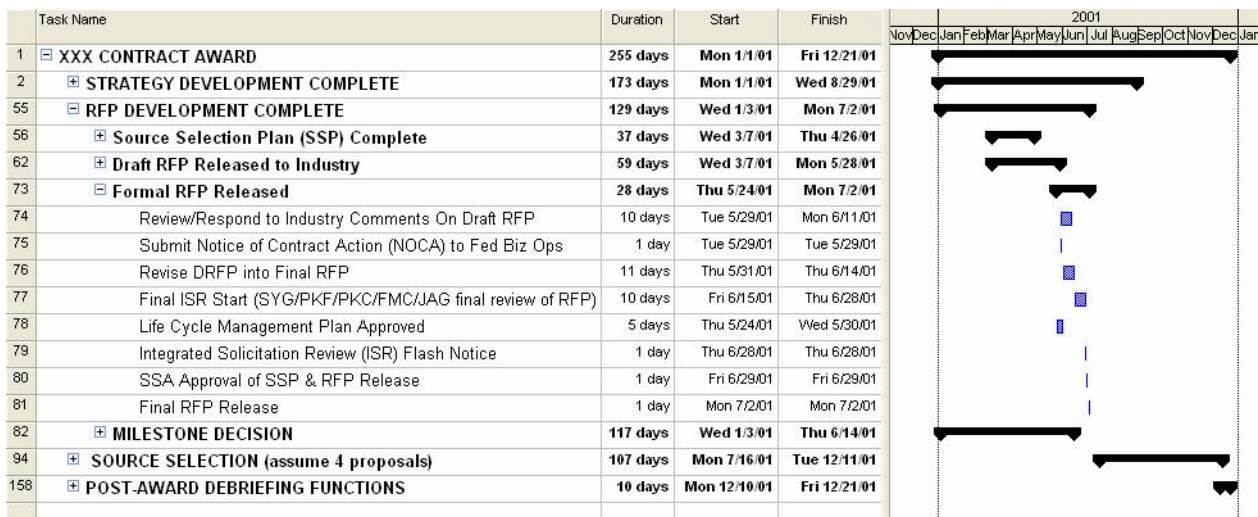 Task Name Duration Start Finish 2001
Nov Dec Jan Feb Mar Apr May Jun Jul Aug Sep Oct Nov Dec Jan
1 XXX CONTRACT AWARD 255 days Mon 1/1/01 Fri 12/21/01
2 STRATEGY DEVELOPMENT COMPLETE 173 days Mon 1/1/01 Wed 8/29/01
55 RFP DEVELOPMENT COMPLETE 129 days Wed 1/3/01 Mon 7/2/01
56 Source Selection Plan (SSP) Complete 37 days Wed 3/7/01 Thu 4/26/01
62 Draft RFP Released to Industry 59 days Wed 3/7/01 Mon 5/28/01
73 Formal RFP Released 28 days Thu 5/24/01 Mon 7/2/01
74 Review/Respond to Industry Comments On Draft RFP 10 days Tue 5/29/01 Mon 6/11/01
75 Submit Notice of Contract Action (NOCA) to Fed Biz Ops 1 day Tue 5/29/01 Tue 5/29/01
76 Revise DRFP into Final RFP 11 days Thu 5/31/01 Thu 6/14/01
77 Final ISR Start (SYG/PKF/PKC/FMC/JAG final review of RFP) 10 days Fri 6/15/01 Thu 6/28/01
78 Life Cycle Management Plan Approved 5 days Thu 5/24/01 Wed 5/30/01
79 Integrated Solicitation Review (ISR) Flash Notice 1 day Thu 6/28/01 Thu 6/28/01
80 SSA Approval of SSP & RFP Release 1 day Fri 6/29/01 Fri 6/29/01
81 Final RFP Release 1 day Mon 7/2/01 Mon 7/2/01
82 MILESTONE DECISION 117 days Wed 1/3/01 Thu 6/14/01
94 SOURCE SELECTION (assume 4 proposals) 107 days Mon 7/16/01 Tue 12/11/01
158 POST-AWARD DEBRIEFING FUNCTIONS 10 days Mon 12/10/01 Fri 12/21/01